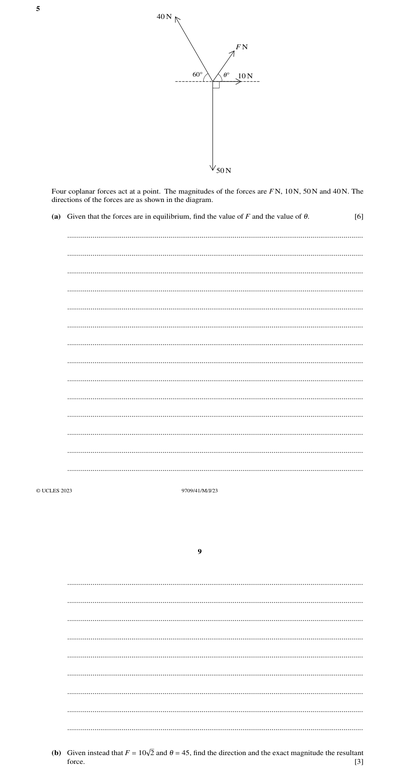 5
40 N
F N
60°
θ°
10 N
50 N
Four coplanar forces act at a point. The magnitudes of the forces are F N, 10 N, 50 N and 40 N. The
directions of the forces are as shown in the diagram.
(a) Given that the forces are in equilibrium, find the value of F and the value of θ. [6]
© UCLES 2023 9709/41/M/J/23
9
(b) Given instead that F = 10√2 and θ = 45, find the direction and the exact magnitude the resultant
force. [3]